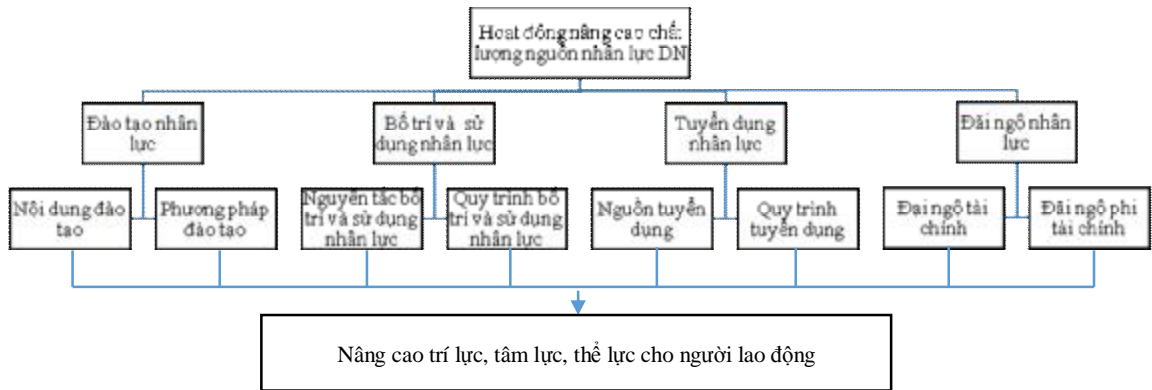 Hoạt động nâng cao chất
lượng nguồn nhân lực DN
Đào tạo nhân
lực
Bố trí và sử
dụng nhân lực
Tuyển dụng
nhân lực
Đãi ngộ nhân
lực
Nội dung đào
tạo
Phương pháp
đào tạo
Nguyên tắc bố
trí và sử dụng
nhân lực
Quy trình bố
trí và sử dụng
nhân lực
Nguồn tuyển
dụng
Quy trình
tuyển dụng
Đại ngộ tài
chính
Đãi ngộ phi
tài chính
Nâng cao trí lực, tâm lực, thể lực cho người lao động